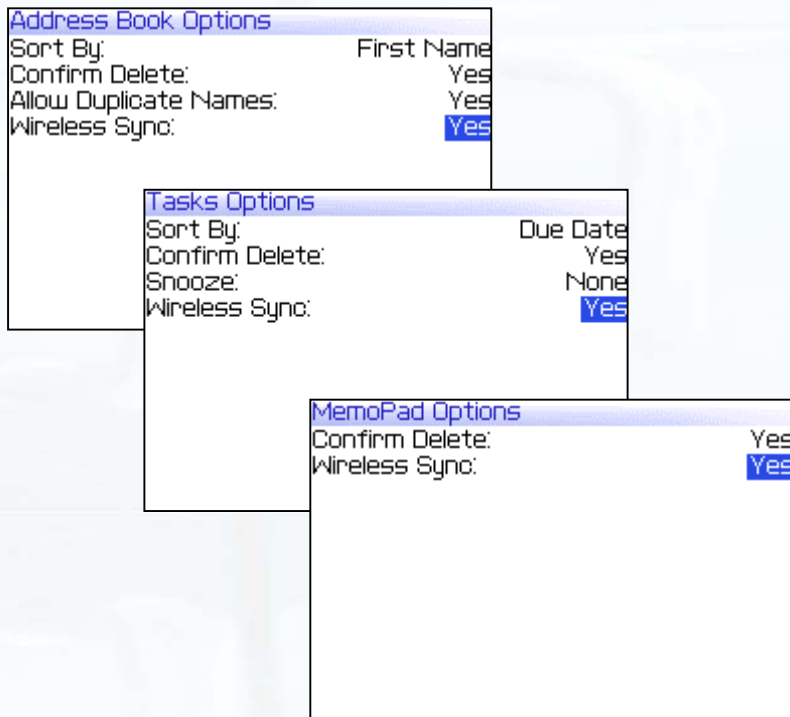 Address Book Options
Sort By: First Name
Confirm Delete: Yes
Allow Duplicate Names: Yes
Wireless Sync: Yes
Tasks Options
Sort By: Due Date
Confirm Delete: Yes
Snooze: None
Wireless Sync: Yes
MemoPad Options
Confirm Delete: Yes
Wireless Sync: Yes